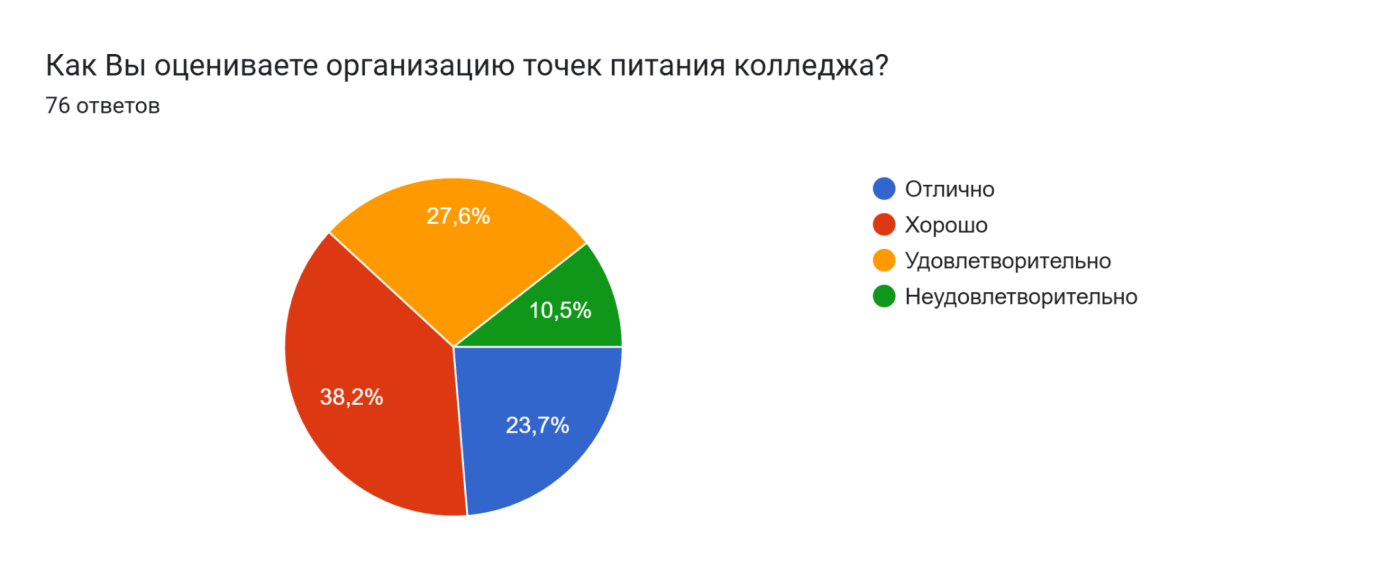 Как Вы оцениваете организацию точек питания колледжа?
76 ответов
Отлично
Хорошо
Удовлетворительно
Неудовлетворительно
27,6%
10,5%
38,2%
23,7%